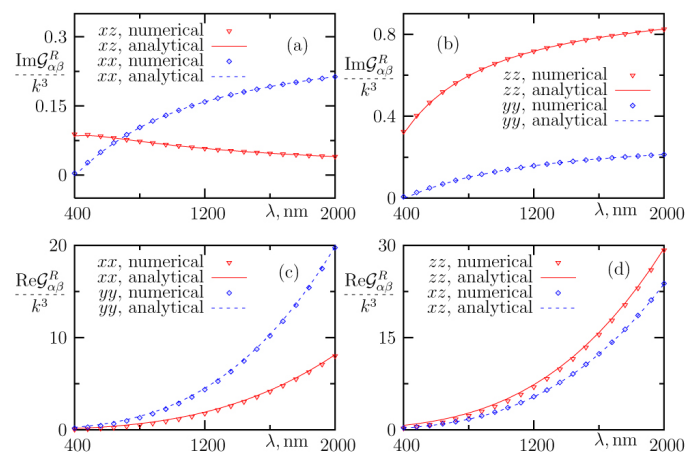 xz, numerical
xz, analytical
xx, numerical
xx, analytical
(a)
ImG^R_αβ
k^3
0.3
0.15
0
400 1200 λ, nm 2000
(b)
zz, numerical
zz, analytical
yy, numerical
yy, analytical
ImG^R_αβ
k^3
0.8
0.4
0
400 1200 λ, nm 2000
xx, numerical
xx, analytical
yy, numerical
yy, analytical
(c)
ReG^R_αβ
k^3
20
10
0
400 1200 λ, nm 2000
zz, numerical
zz, analytical
xz, numerical
xz, analytical
(d)
ReG^R_αβ
k^3
30
15
0
400 1200 λ, nm 2000